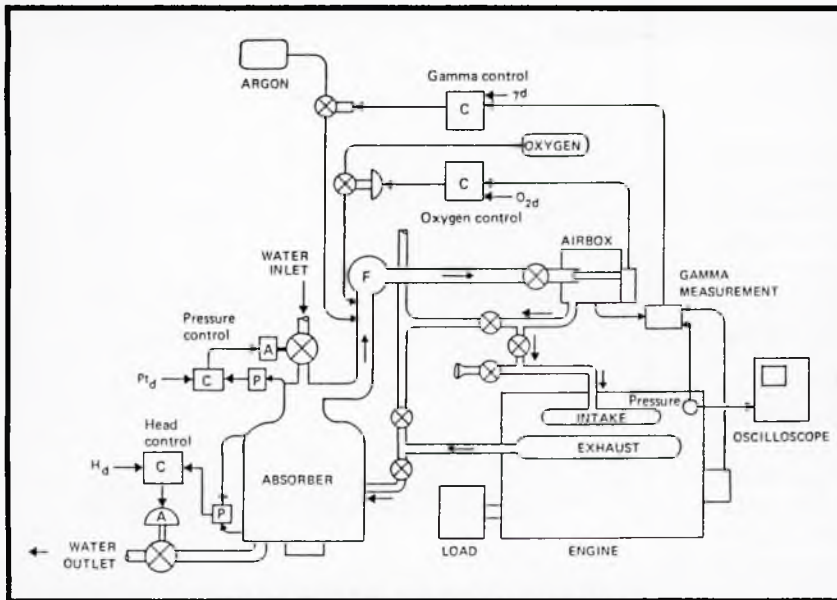 ARGON
Gamma control
C
γd
OXYGEN
C
O2d
Oxygen control
AIRBOX
WATER
INLET
F
GAMMA
MEASUREMENT
Pressure
control
A
C
P
Ptd
Pressure
INTAKE
OSCILLOSCOPE
Head
control
EXHAUST
Hd
C
ABSORBER
P
A
WATER
OUTLET
LOAD
ENGINE